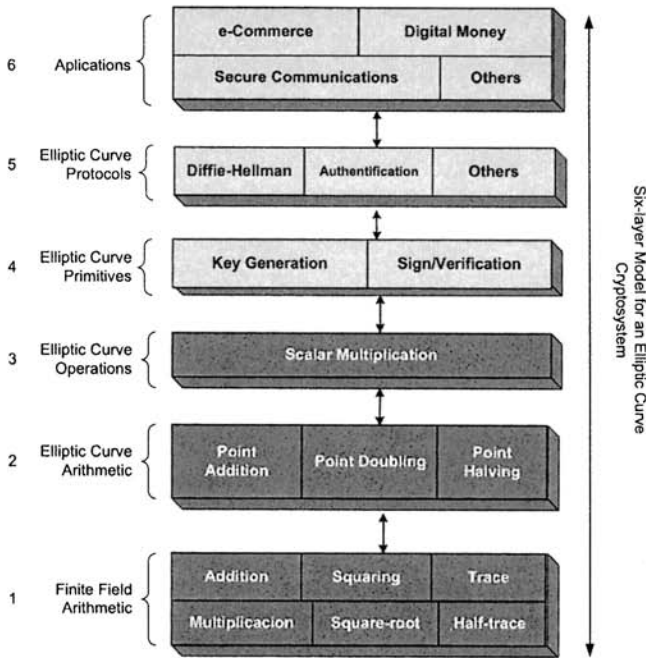 6
Aplications
e-Commerce
Digital Money
Secure Communications
Others
5
Elliptic Curve
Protocols
Diffie-Hellman
Authentification
Others
4
Elliptic Curve
Primitives
Key Generation
Sign/Verification
3
Elliptic Curve
Operations
Scalar Multiplication
2
Elliptic Curve
Arithmetic
Point
Addition
Point Doubling
Point
Halving
1
Finite Field
Arithmetic
Addition
Squaring
Trace
Multiplicacion
Square-root
Half-trace
Six-layer Model for an Elliptic Curve
Cryptosystem